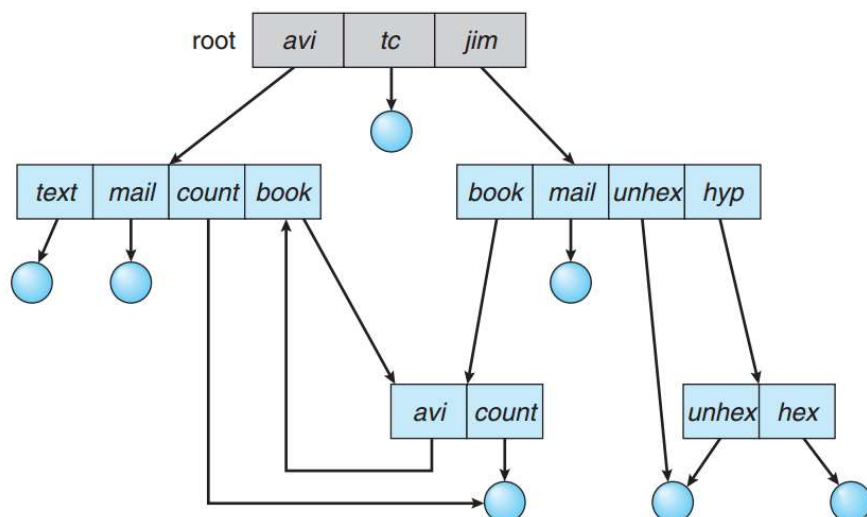 root avi tc jim
text mail count book book mail unhex hyp
avi count unhex hex